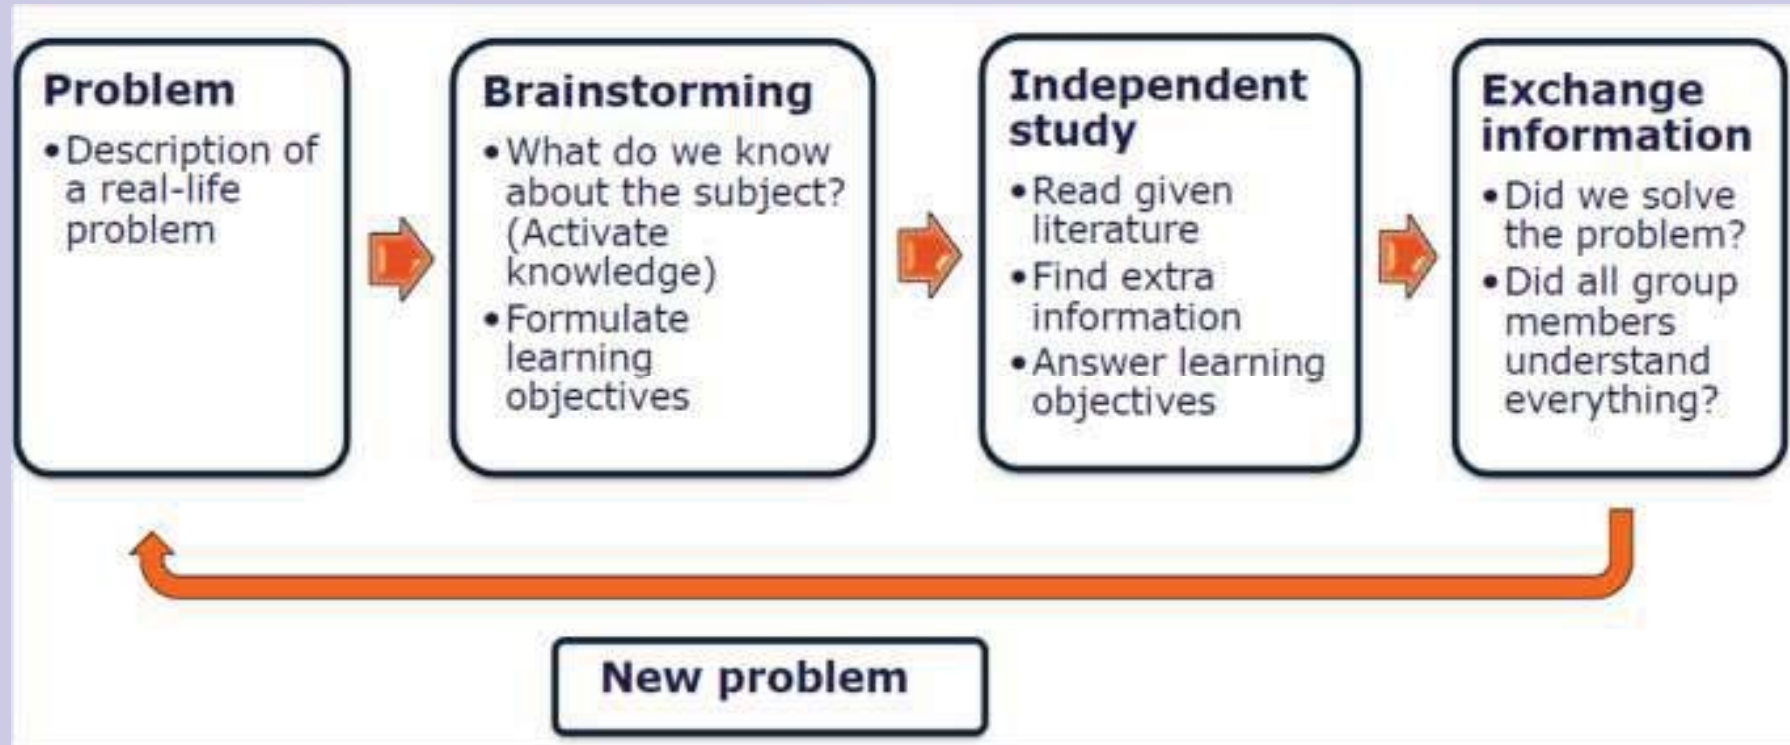 Problem
•Description of
a real-life
problem
Brainstorming
•What do we know
about the subject?
(Activate
knowledge)
•Formulate
learning
objectives
Independent
study
•Read given
literature
•Find extra
information
•Answer learning
objectives
Exchange
information
•Did we solve
the problem?
•Did all group
members
understand
everything?
New problem